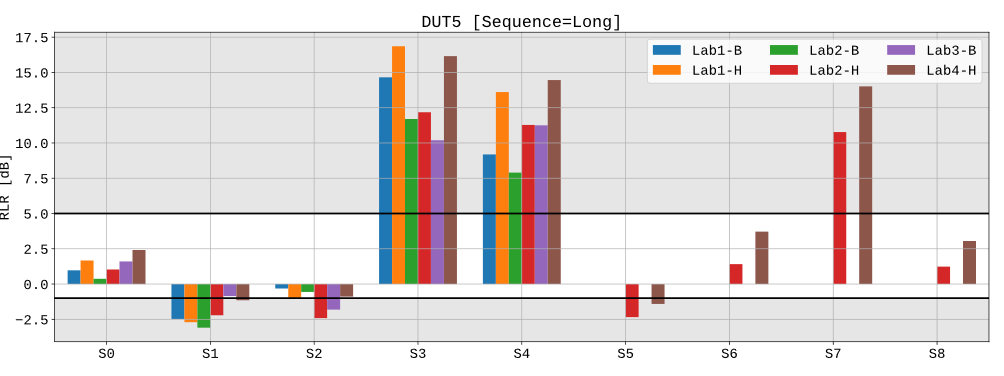 DUT5 [Sequence=Long]
17.5
15.0
12.5
10.0
7.5
5.0
2.5
0.0
−2.5
RLR [dB]
Lab1-B Lab2-B Lab3-B
Lab1-H Lab2-H Lab4-H
S0 S1 S2 S3 S4 S5 S6 S7 S8